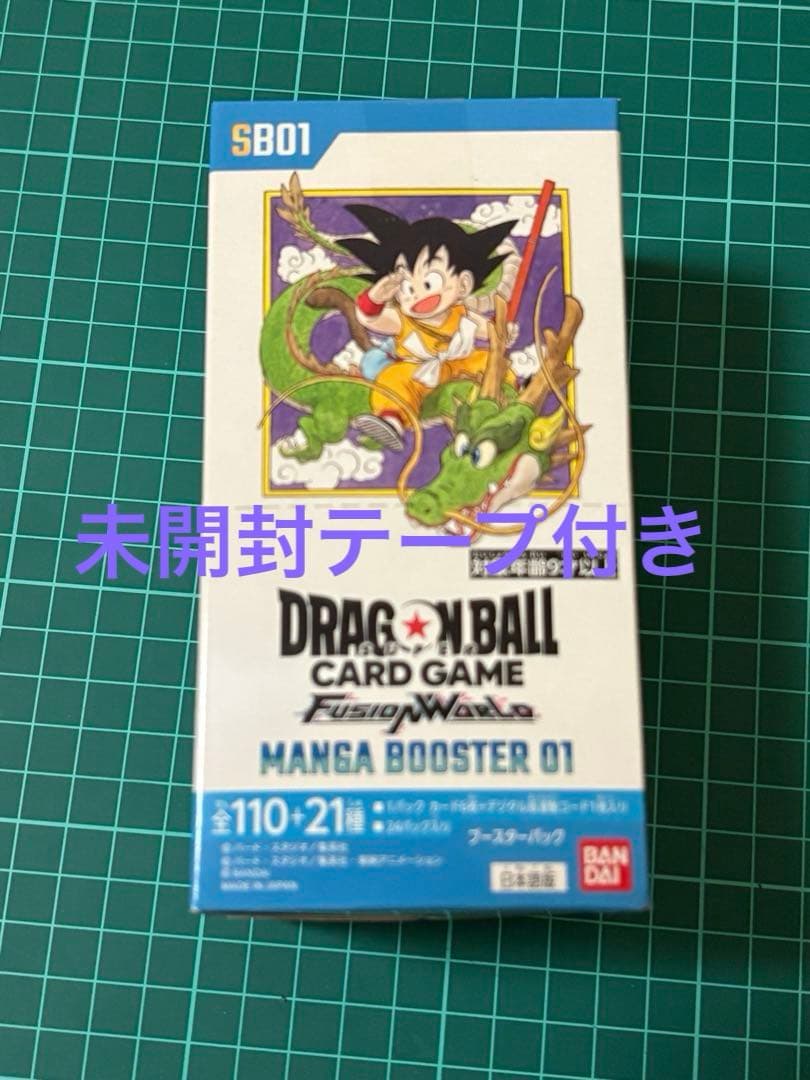 SB01
未開封テープ付き
DRAGON BALL
SUPER
CARD GAME
FUSION WORLD
MANGA BOOSTER 01
全110+21種
ブースターパック
BAN
DAI
日本語版
MADE IN JAPAN